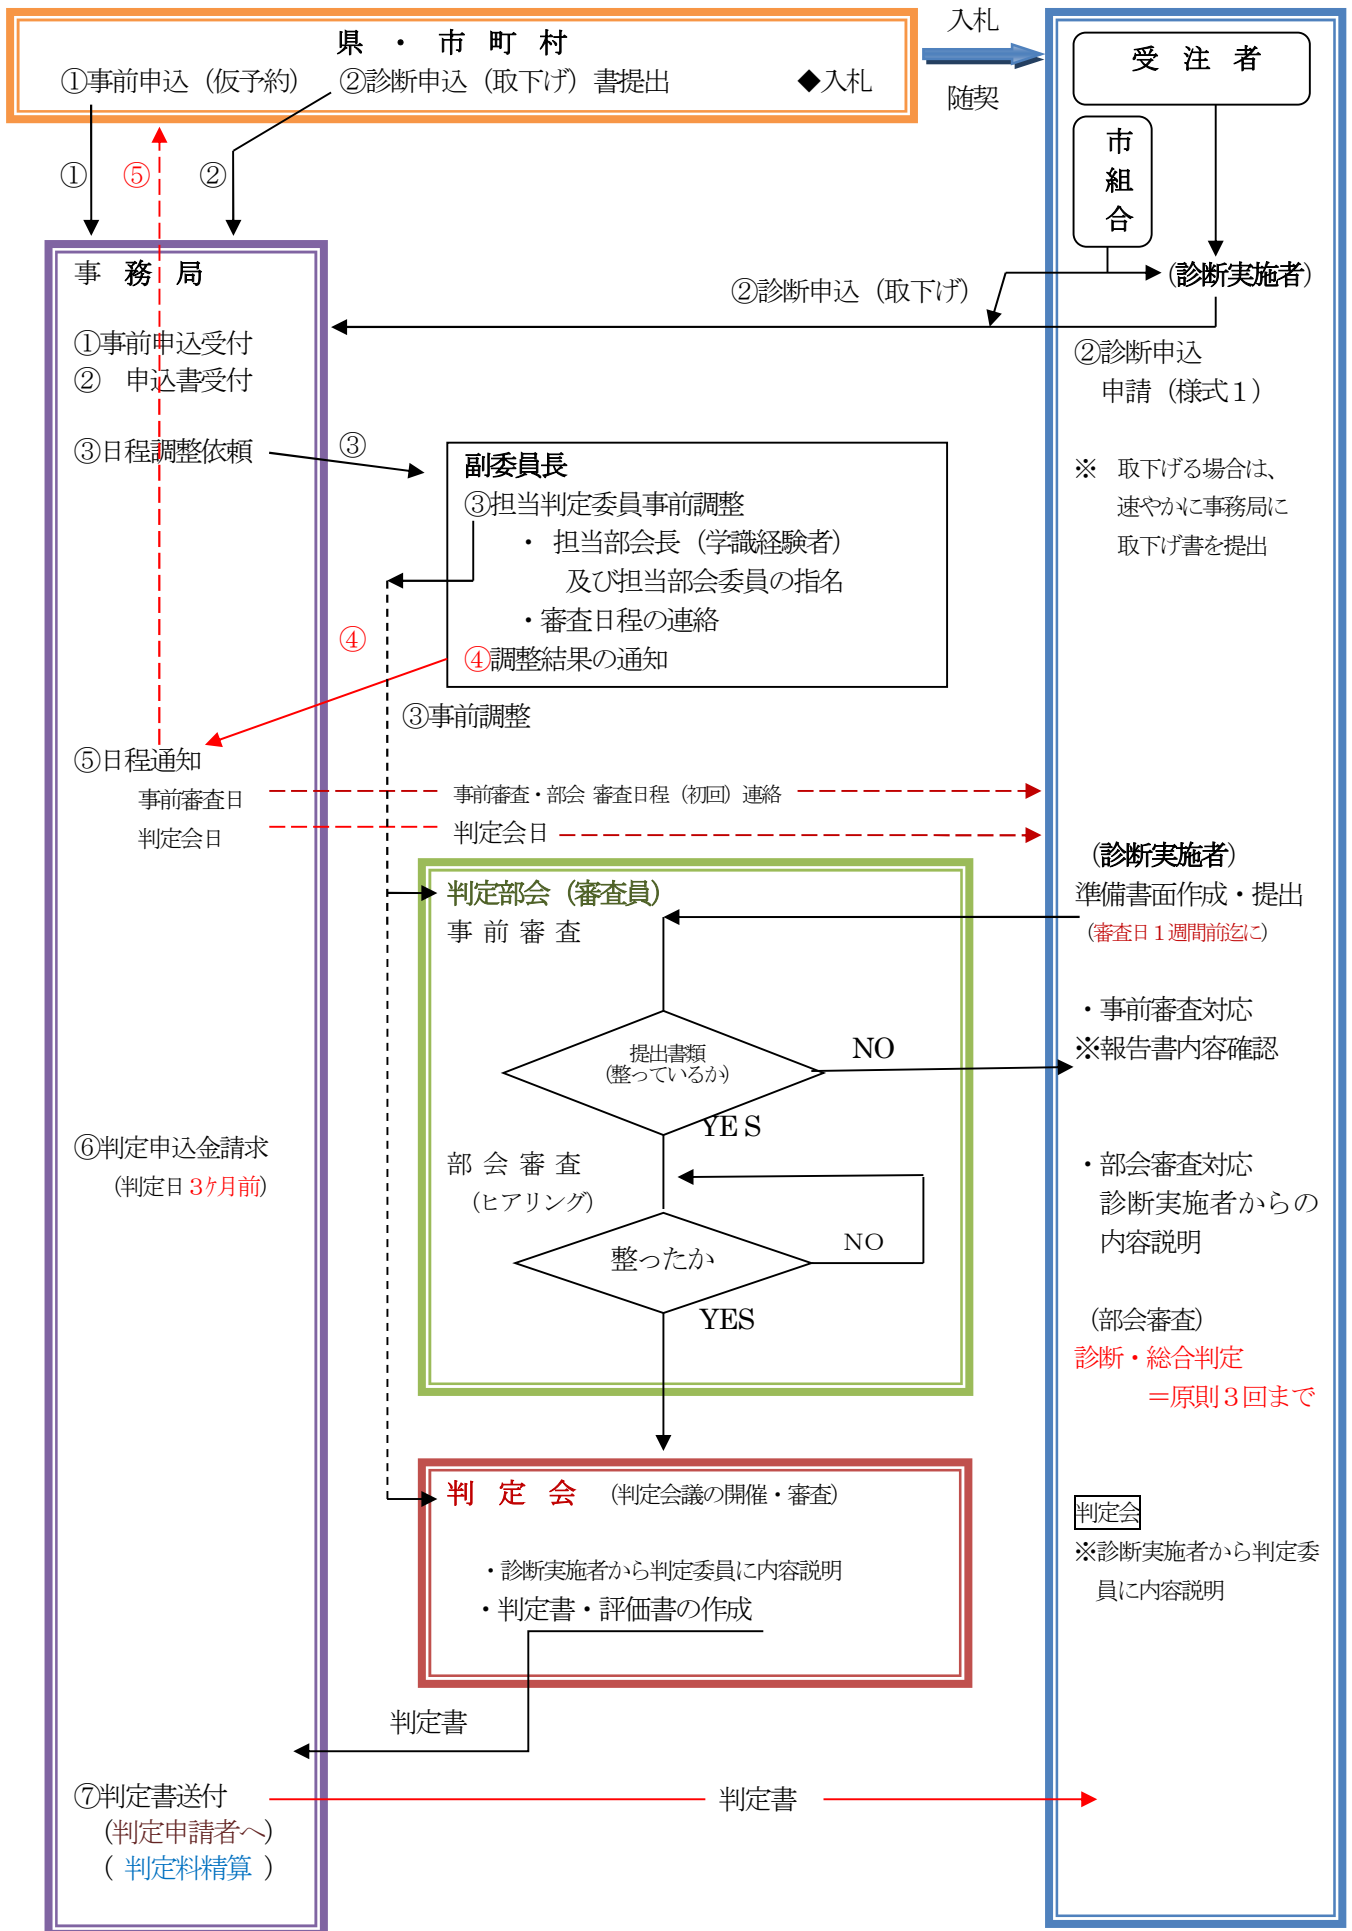 県 ・ 市 町 村
①事前申込（仮予約） ②診断申込（取下げ）書提出 ◆入札
入札
随契
受 注 者
市
組
合
① ⑤ ②
（診断実施者）
②診断申込（取下げ）
事 務 局
①事前申込受付
② 申込書受付
③日程調整依頼
③
②診断申込
申請（様式１）
※ 取下げる場合は、
速やかに事務局に
取下げ書を提出
副委員長
③担当判定委員事前調整
・ 担当部会長（学識経験者）
及び担当部会委員の指名
・審査日程の連絡
④調整結果の通知
④
③事前調整
⑤日程通知
事前審査日
判定会日
事前審査・部会 審査日程（初回）連絡
判定会日
（診断実施者）
準備書面作成・提出
（審査日１週間前迄に）
・事前審査対応
※報告書内容確認
判定部会（審査員）
事 前 審 査
提出書類
(整っているか)
NO
YE S
部 会 審 査
（ヒアリング）
整ったか
NO
YES
⑥判定申込金請求
（判定日３ケ月前）
・部会審査対応
診断実施者からの
内容説明
（部会審査）
診断・総合判定
＝原則３回まで
判 定 会 （判定会議の開催・審査）
・診断実施者から判定委員に内容説明
・判定書・評価書の作成
判定会
※診断実施者から判定委
員に内容説明
判定書
⑦判定書送付
（判定申請者へ）
（ 判定料精算 ）
判定書